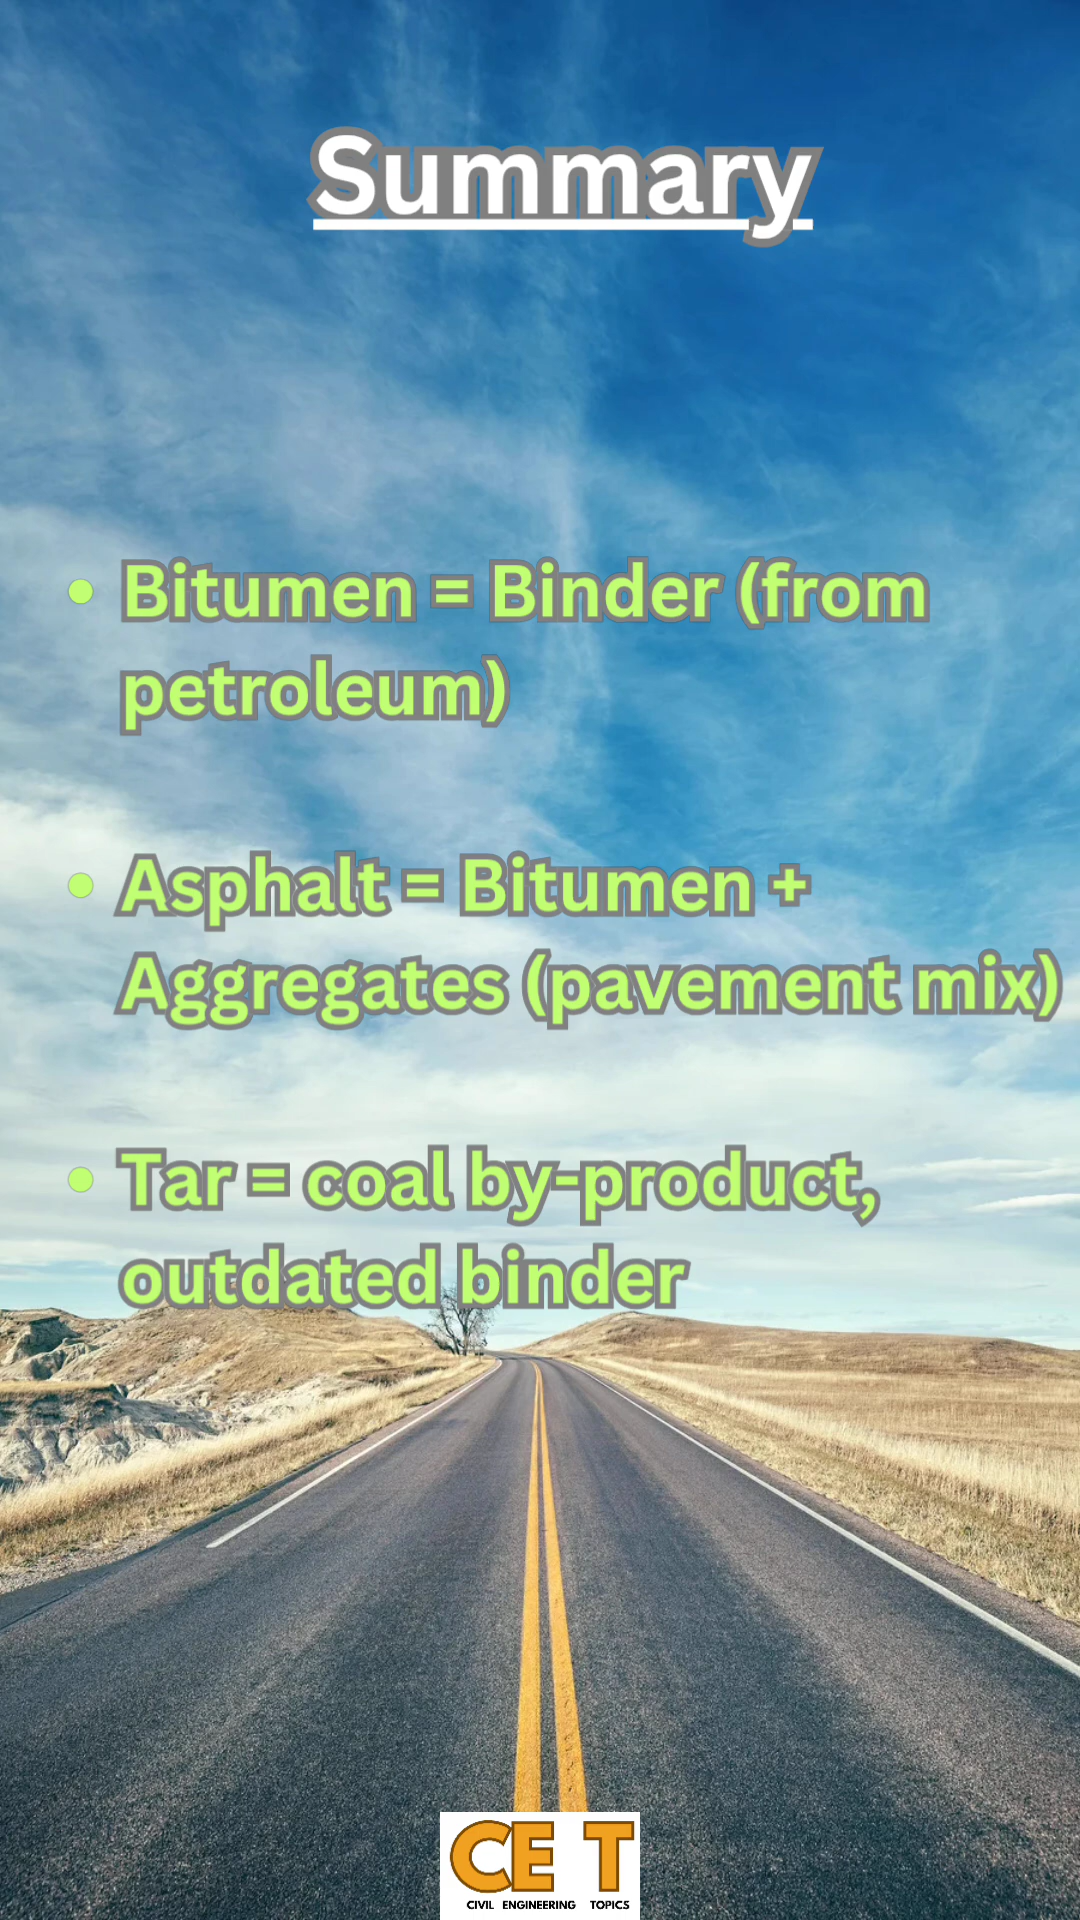 Summary
• Bitumen = Binder (from
petroleum)
• Asphalt = Bitumen +
Aggregates (pavement mix)
• Tar = coal by-product,
outdated binder
CE T
CIVIL ENGINEERING TOPICS